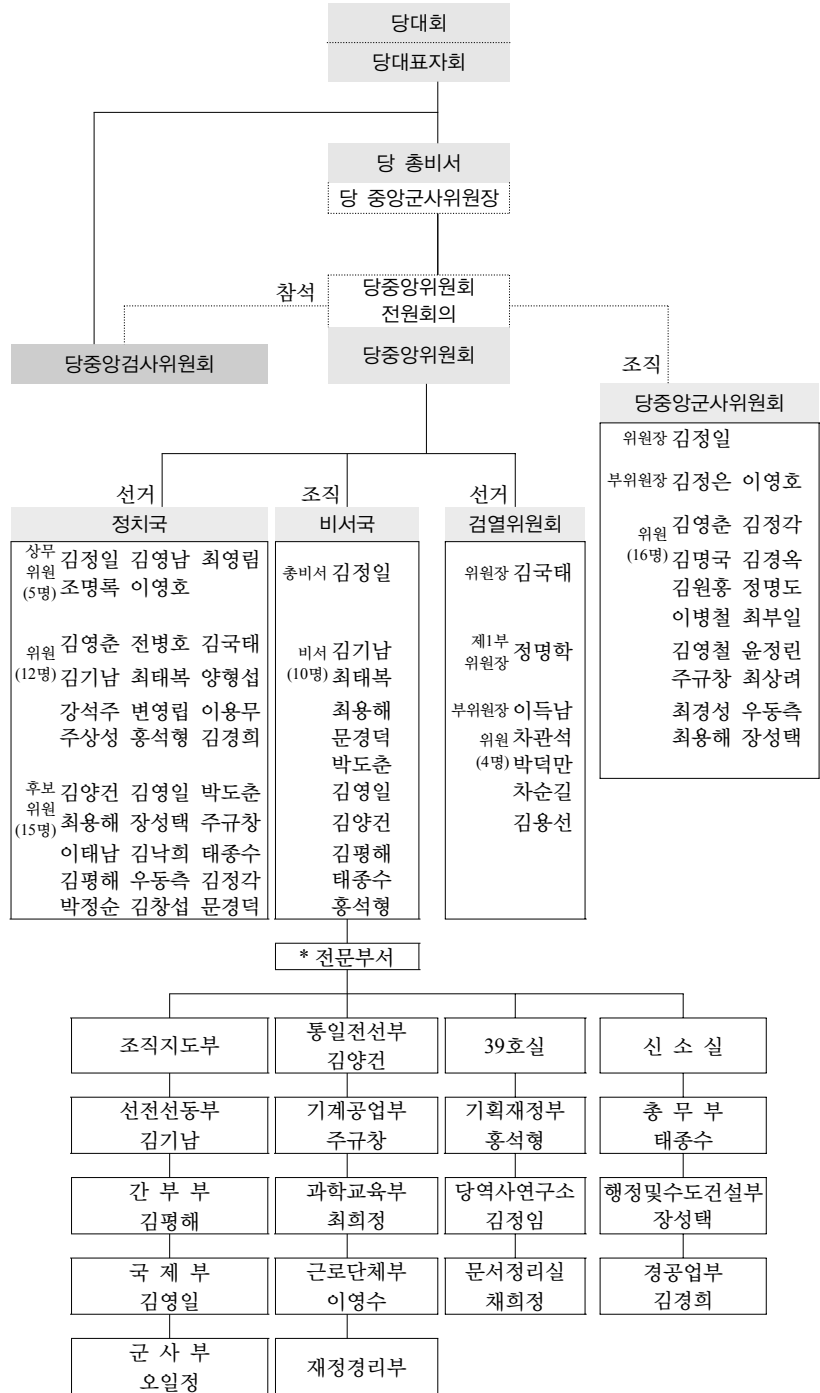 당대회
당대표자회
당 총비서
당 중앙군사위원장
참석
당중앙위원회
전원회의
당중앙검사위원회
당중앙위원회
조직
당중앙군사위원회
위원장 김정일
부위원장 김정은 이영호
위원 김영춘 김정각
(16명) 김명국 김경옥
김원홍 정명도
이병철 최부일
김영철 윤정린
주규창 최상려
최경성 우동측
최용해 장성택
선거
정치국
상무
위원
(5명)
김정일 김영남 최영림
조명록 이영호
위원 김영춘 전병호 김국태
(12명) 김기남 최태복 양형섭
강석주 변영립 이용무
주상성 홍석형 김경희
후보
위원
(15명)
김양건 김영일 박도춘
최용해 장성택 주규창
이태남 김낙희 태종수
김평해 우동측 김정각
박정순 김창섭 문경덕
조직
비서국
총비서 김정일
비서 김기남
(10명) 최태복
최용해
문경덕
박도춘
김영일
김양건
김평해
태종수
홍석형
선거
검열위원회
위원장 김국태
제1부
위원장
정명학
부위원장 이득남
위원 차관석
(4명) 박덕만
차순길
김용선
* 전문부서
조직지도부
통일전선부
김양건
39호실
신 소 실
선전선동부
김기남
기계공업부
주규창
기획재정부
홍석형
총 무 부
태종수
간 부 부
김평해
과학교육부
최희정
당역사연구소
김정임
행정및수도건설부
장성택
국 제 부
김영일
근로단체부
이영수
문서정리실
채희정
경공업부
김경희
군 사 부
오일정
재정경리부